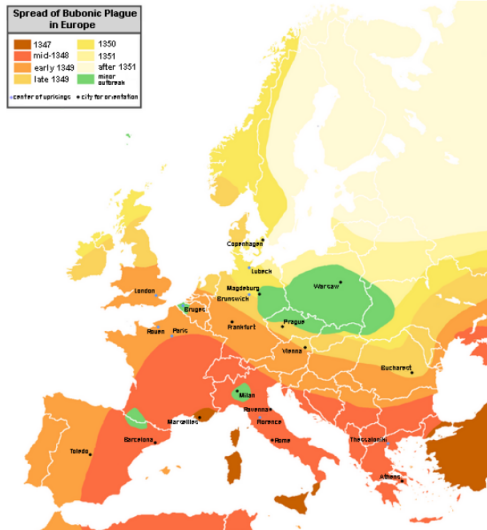 Spread of Bubonic Plague
in Europe
1347
mid-1348
early 1349
late 1349
1350
1351
after 1351
minor
outbreak
center of uprisings
city for orientation
Copenhagen
Lubeck
Magdeburg
Brunswick
Warsaw
London
Bruges
Prague
Frankfurt
Rouen
Paris
Vienna
Bucharest
Milan
Ravenna
Marseilles
Florence
Barcelona
Rome
Toledo
Thessaloniki
Athens